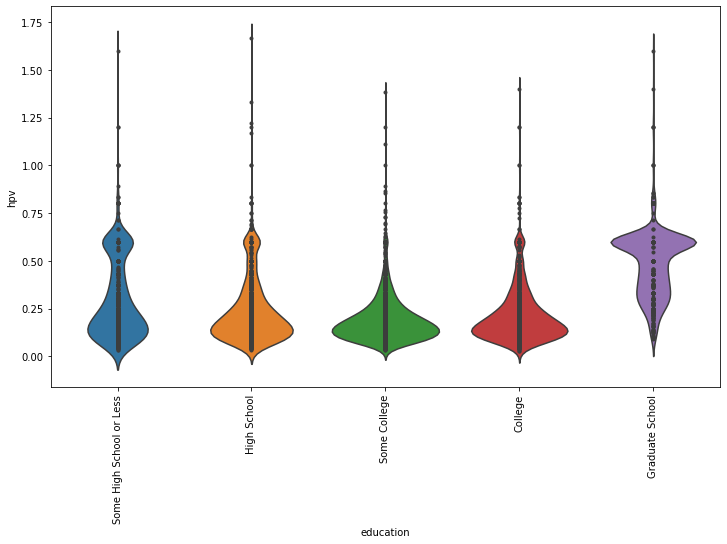 1.75
1.50
1.25
1.00
0.75
0.50
0.25
0.00
hpv
Some High School or Less
High School
Some College
College
Graduate School
education